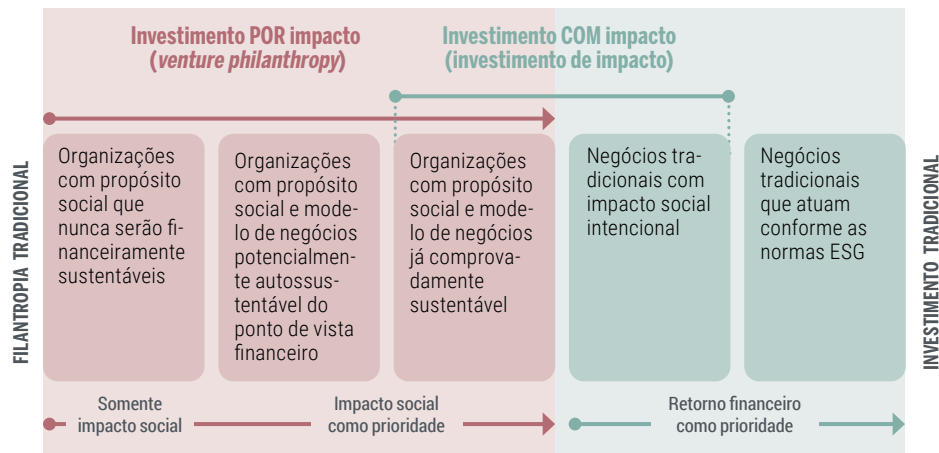 Investimento POR impacto
(venture philanthropy)
Investimento COM impacto
(investimento de impacto)
FILANTROPIA TRADICIONAL
Organizações
com propósito
social que
nunca serão fi-
nanceiramente
sustentáveis
Organizações
com propósito
social e mode-
lo de negócios
potencialmen-
te autossus-
tentável do
ponto de vista
financeiro
Organizações
com propósito
social e mode-
lo de negócios
já comprova-
damente
sustentável
Negócios tra-
dicionais com
impacto social
intencional
Negócios
tradicionais
que atuam
conforme as
normas ESG
INVESTIMENTO TRADICIONAL
Somente
impacto social
Impacto social
como prioridade
Retorno financeiro
como prioridade